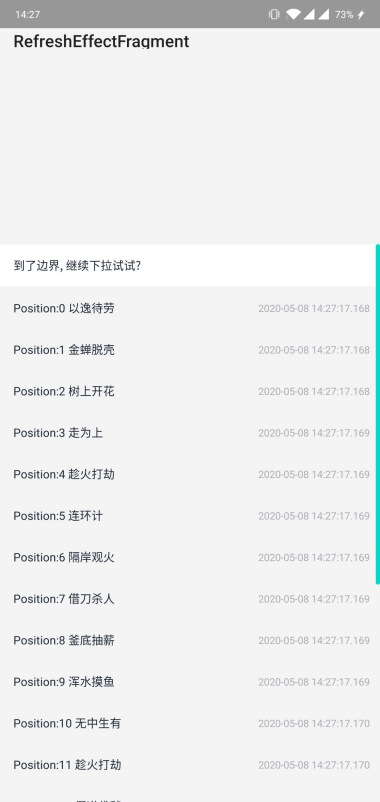 14:27 73%
RefreshEffectFragment
到了边界, 继续下拉试试?
Position:0 以逸待劳 2020-05-08 14:27:17.168
Position:1 金蝉脱壳 2020-05-08 14:27:17.168
Position:2 树上开花 2020-05-08 14:27:17.168
Position:3 走为上 2020-05-08 14:27:17.169
Position:4 趁火打劫 2020-05-08 14:27:17.169
Position:5 连环计 2020-05-08 14:27:17.169
Position:6 隔岸观火 2020-05-08 14:27:17.169
Position:7 借刀杀人 2020-05-08 14:27:17.169
Position:8 釜底抽薪 2020-05-08 14:27:17.169
Position:9 浑水摸鱼 2020-05-08 14:27:17.169
Position:10 无中生有 2020-05-08 14:27:17.170
Position:11 趁火打劫 2020-05-08 14:27:17.170